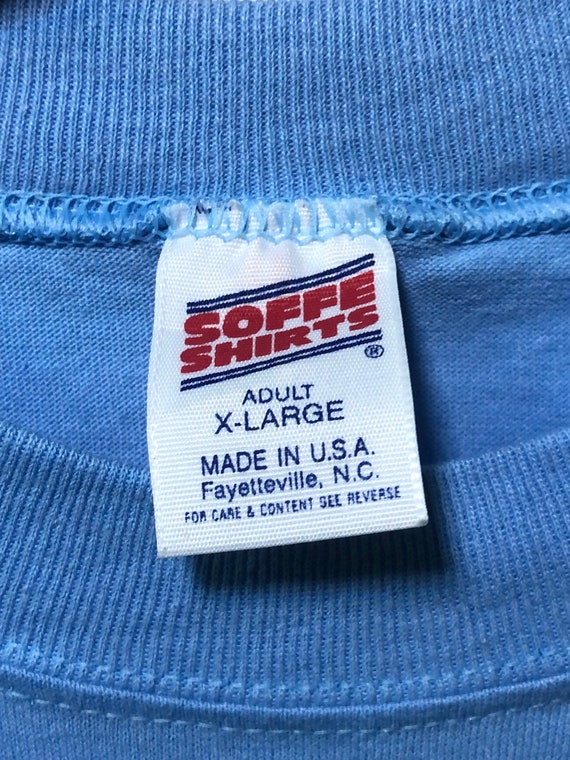 SOFFE
SHIRTS
®
ADULT
X-LARGE
MADE IN U.S.A.
Fayetteville, N.C.
FOR CARE & CONTENT SEE REVERSE